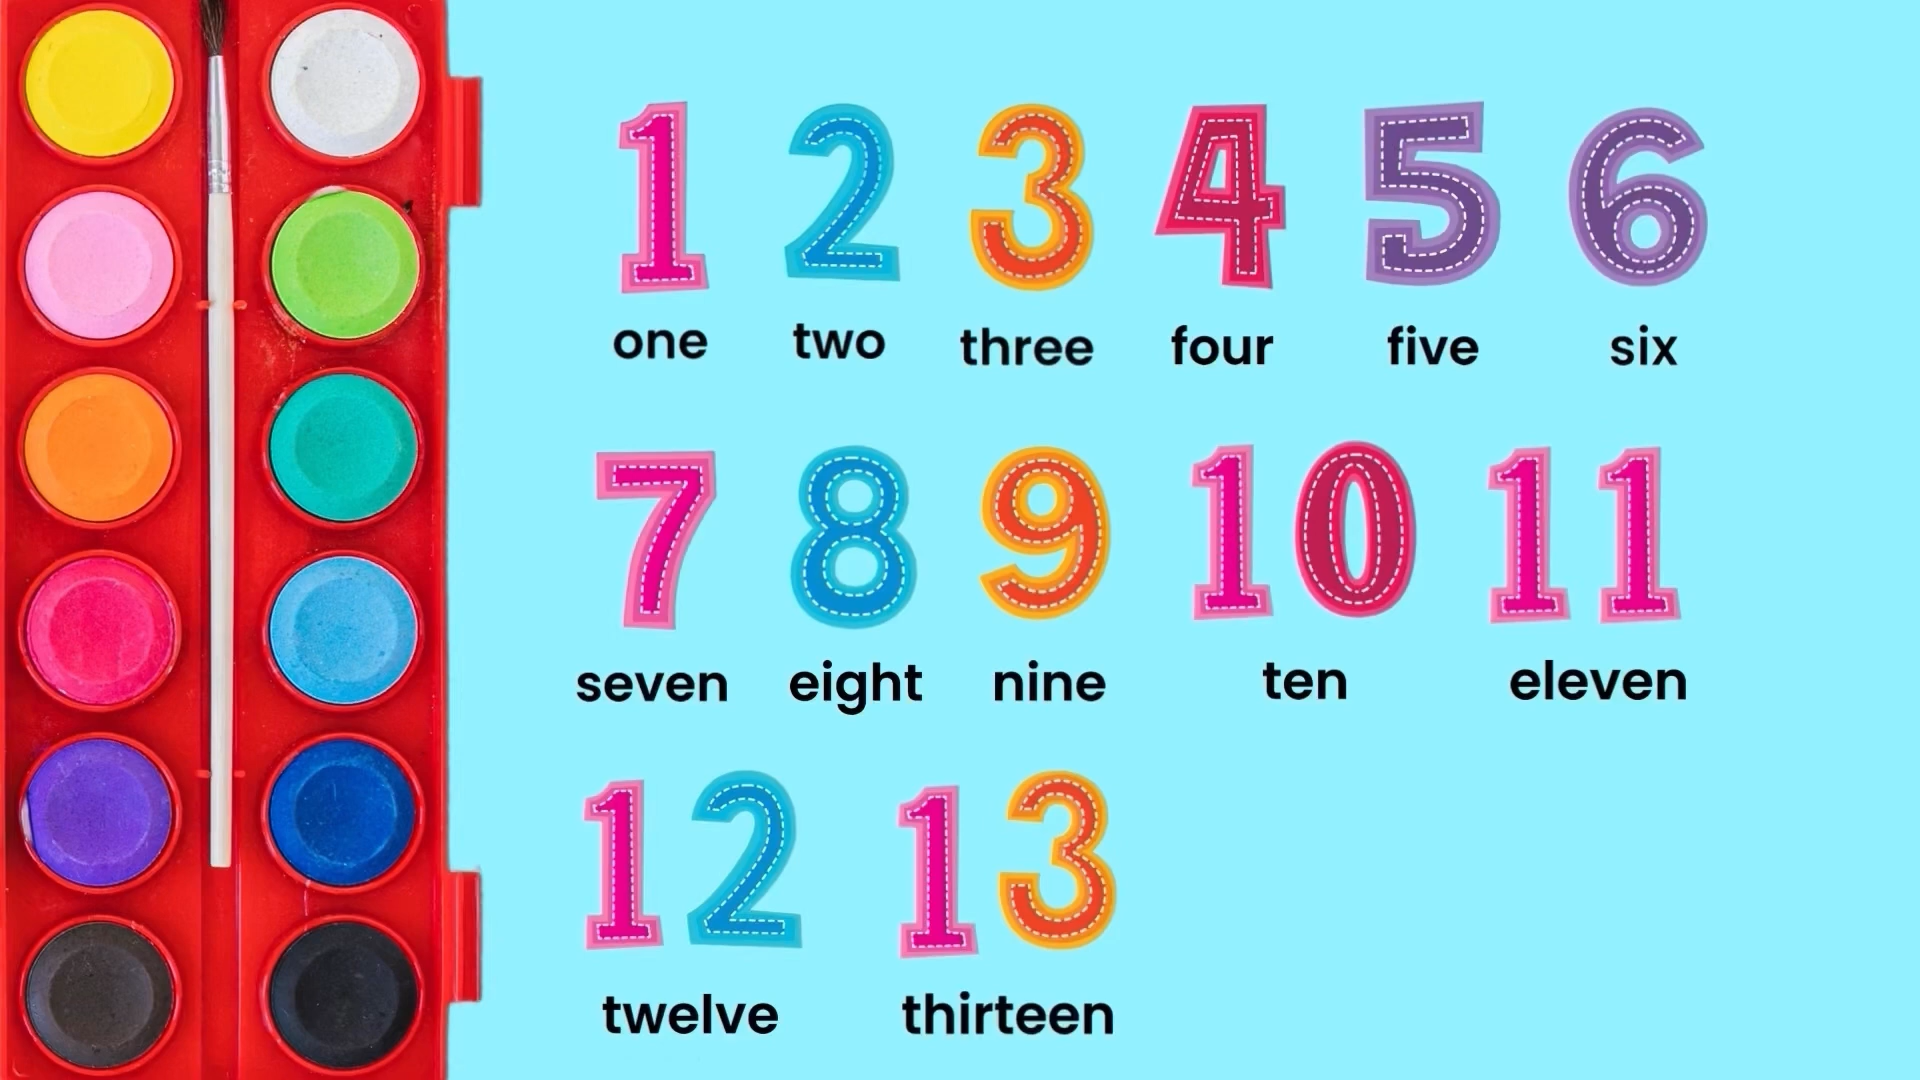 1 2 3 4 5 6
one two three four five six
7 8 9 10 11
seven eight nine ten eleven
12 13
twelve thirteen